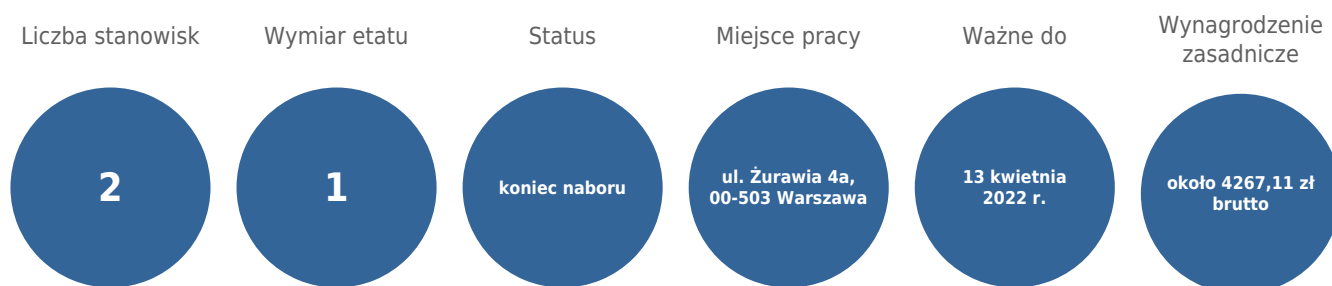 Liczba stanowisk
2
Wymiar etatu
1
Status
koniec naboru
Miejsce pracy
ul. Żurawia 4a,
00-503 Warszawa
Ważne do
13 kwietnia
2022 r.
Wynagrodzenie
zasadnicze
około 4267,11 zł
brutto